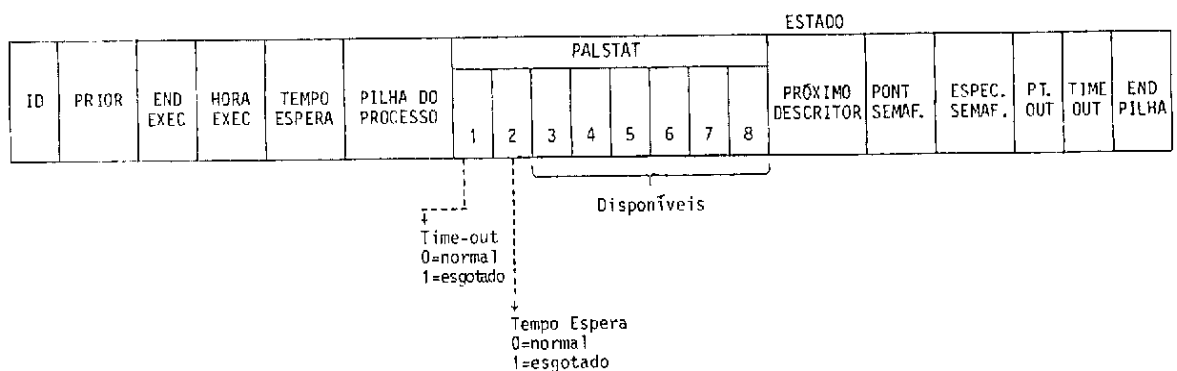 ESTADO
PALSTAT
ID
PRIOR
END
EXEC
HORA
EXEC
TEMPO
ESPERA
PILHA DO
PROCESSO
1 2 3 4 5 6 7 8
PRÓXIMO
DESCRITOR
PONT
SEMAF.
ESPEC.
SEMAF.
PT.
OUT
TIME
OUT
END
PILHA
Disponíveis
Time-out
0=normal
1=esgotado
Tempo Espera
0=normal
1=esgotado